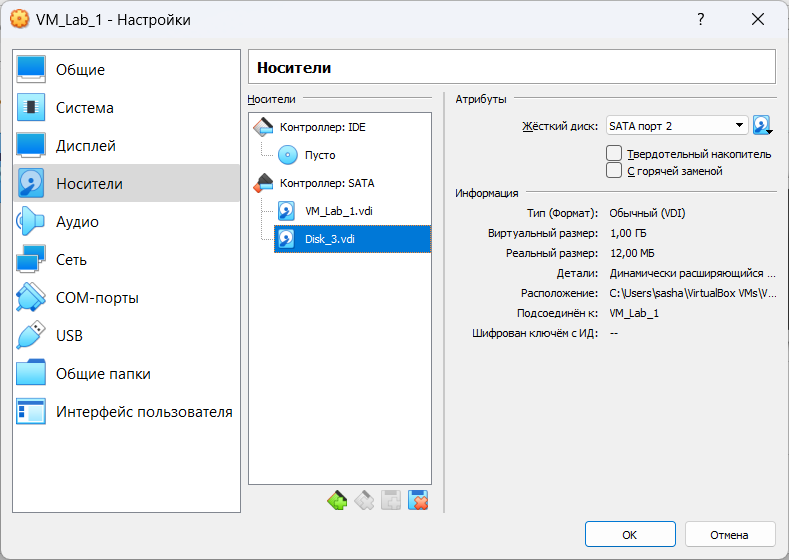 VM_Lab_1 - Настройки
?
Общие
Система
Дисплей
Носители
Аудио
Сеть
COM-порты
USB
Общие папки
Интерфейс пользователя
Носители
Носители
Контроллер: IDE
Пусто
Контроллер: SATA
VM_Lab_1.vdi
Disk_3.vdi
Атрибуты
Жёсткий диск: SATA порт 2
Твердотельный накопитель
С горячей заменой
Информация
Тип (Формат): Обычный (VDI)
Виртуальный размер: 1,00 ГБ
Реальный размер: 12,00 МБ
Детали: Динамически расширяющийся ...
Расположение: C:\Users\sasha\VirtualBox VMs\V...
Подсоединён к: VM_Lab_1
Шифрован ключём с ИД: --
OK
Отмена